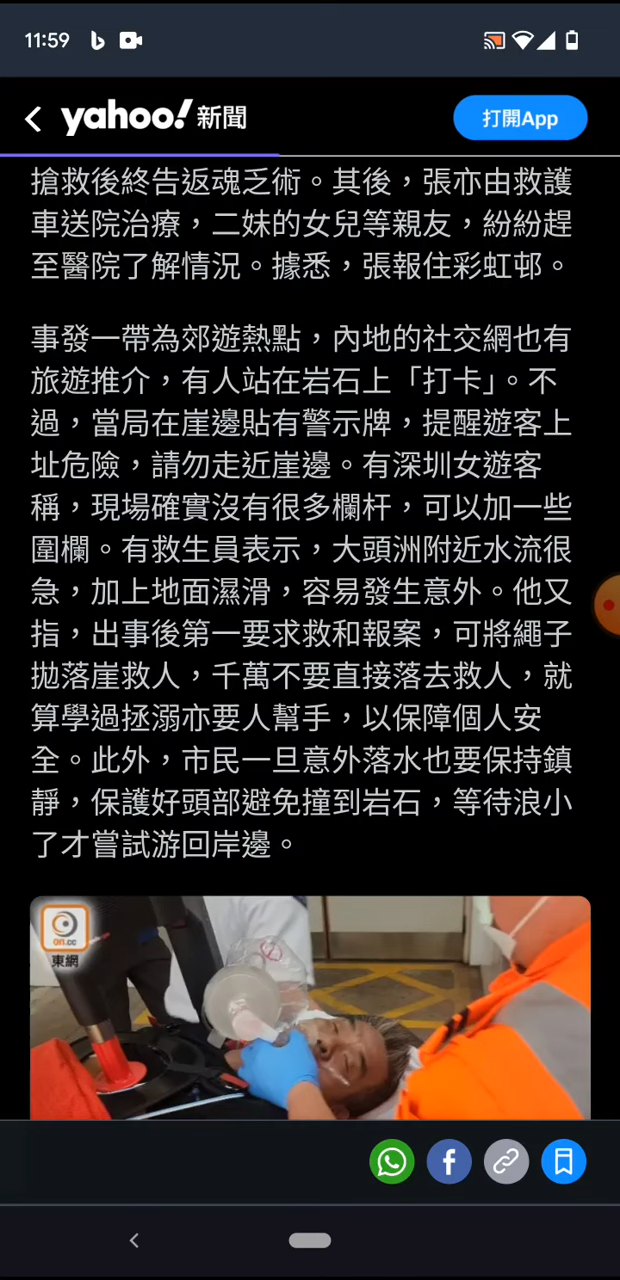 11:59
yahoo!新聞
打開App
搶救後終告返魂乏術。其後，張亦由救護
車送院治療，二妹的女兒等親友，紛紛趕
至醫院了解情況。據悉，張報住彩虹邨。
事發一帶為郊遊熱點，內地的社交網也有
旅遊推介，有人站在岩石上「打卡」。不
過，當局在崖邊貼有警示牌，提醒遊客上
址危險，請勿走近崖邊。有深圳女遊客
稱，現場確實沒有很多欄杆，可以加一些
圍欄。有救生員表示，大頭洲附近水流很
急，加上地面濕滑，容易發生意外。他又
指，出事後第一要求救和報案，可將繩子
拋落崖救人，千萬不要直接落去救人，就
算學過拯溺亦要人幫手，以保障個人安
全。此外，市民一旦意外落水也要保持鎮
靜，保護好頭部避免撞到岩石，等待浪小
了才嘗試游回岸邊。
on.cc
東網